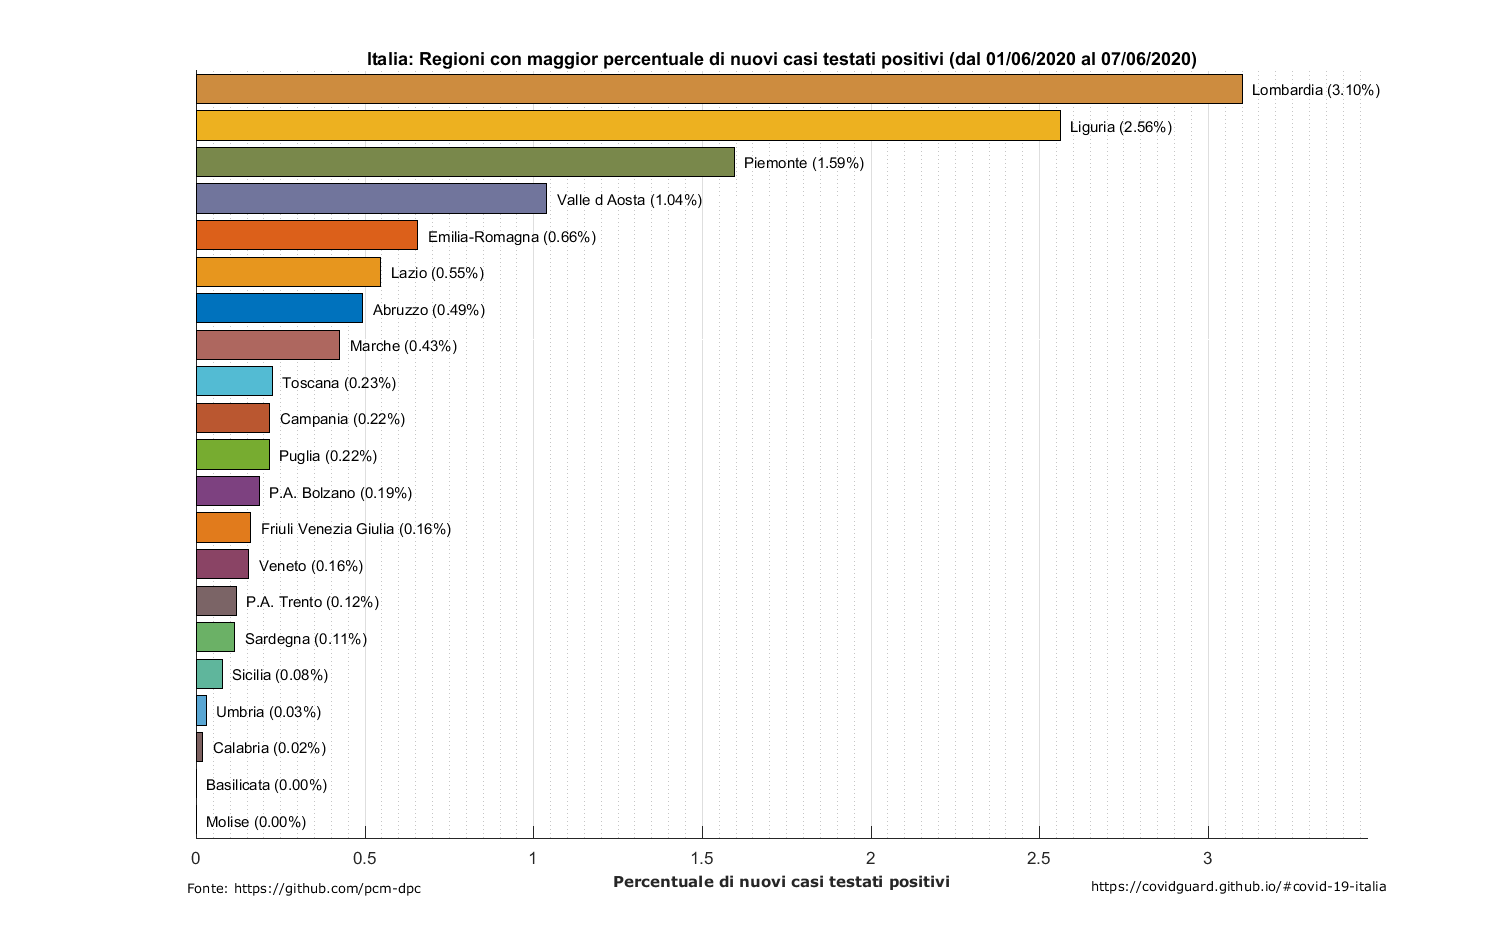 Italia: Regioni con maggior percentuale di nuovi casi testati positivi (dal 01/06/2020 al 07/06/2020)
Lombardia (3.10%)
Liguria (2.56%)
Piemonte (1.59%)
Valle d Aosta (1.04%)
Emilia-Romagna (0.66%)
Lazio (0.55%)
Abruzzo (0.49%)
Marche (0.43%)
Toscana (0.23%)
Campania (0.22%)
Puglia (0.22%)
P.A. Bolzano (0.19%)
Friuli Venezia Giulia (0.16%)
Veneto (0.16%)
P.A. Trento (0.12%)
Sardegna (0.11%)
Sicilia (0.08%)
Umbria (0.03%)
Calabria (0.02%)
Basilicata (0.00%)
Molise (0.00%)
0 0.5 1 1.5 2 2.5 3
Percentuale di nuovi casi testati positivi
Fonte: https://github.com/pcm-dpc
https://covidguard.github.io/#covid-19-italia